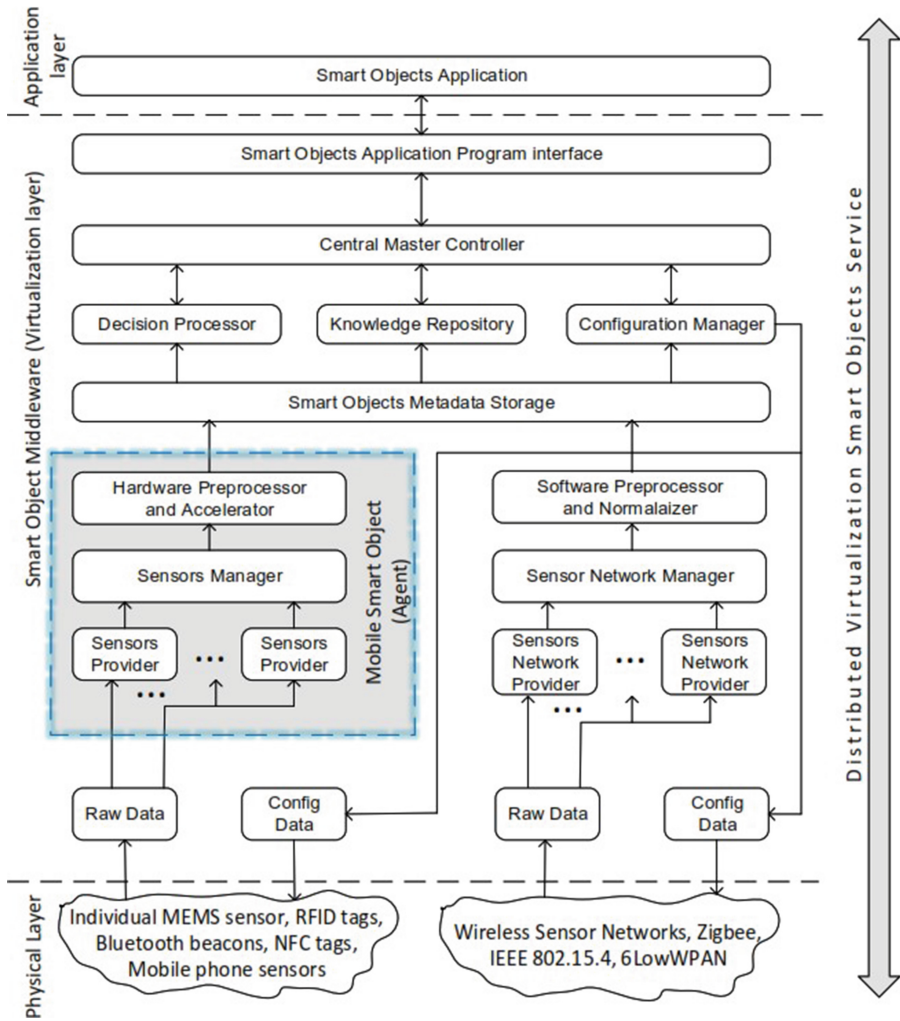 Application
layer
Smart Objects Application
Smart Objects Application Program interface
Smart Object Middleware (Virtualization layer)
Central Master Controller
Decision Processor
Knowledge Repository
Configuration Manager
Smart Objects Metadata Storage
Hardware Preprocessor
and Accelerator
Sensors Manager
Sensors
Provider
...
Sensors
Provider
...
Mobile Smart Object
(Agent)
Software Preprocessor
and Normalaizer
Sensor Network Manager
Sensors
Network
Provider
...
Sensors
Network
Provider
...
Raw Data
Config
Data
Raw Data
Config
Data
Physical Layer
Individual MEMS sensor, RFID tags,
Bluetooth beacons, NFC tags,
Mobile phone sensors
Wireless Sensor Networks, Zigbee,
IEEE 802.15.4, 6LowWPAN
Distributed Virtualization Smart Objects Service